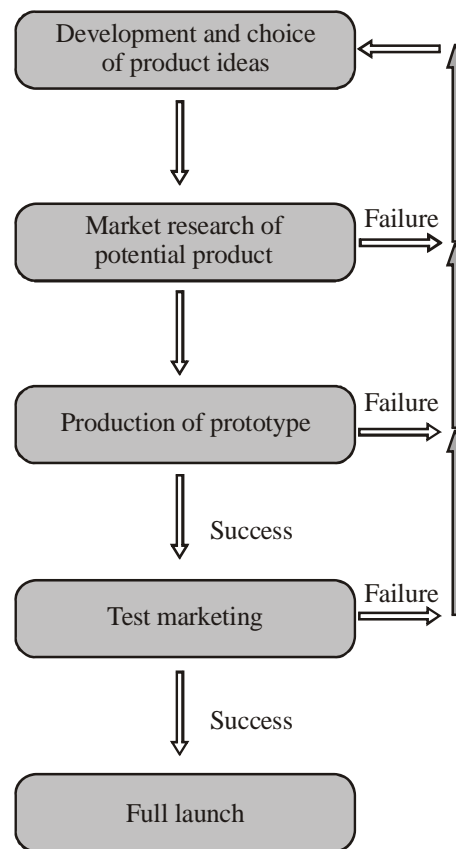 Development and choice
of product ideas
Market research of
potential product
Failure
Production of prototype
Failure
Success
Test marketing
Failure
Success
Full launch